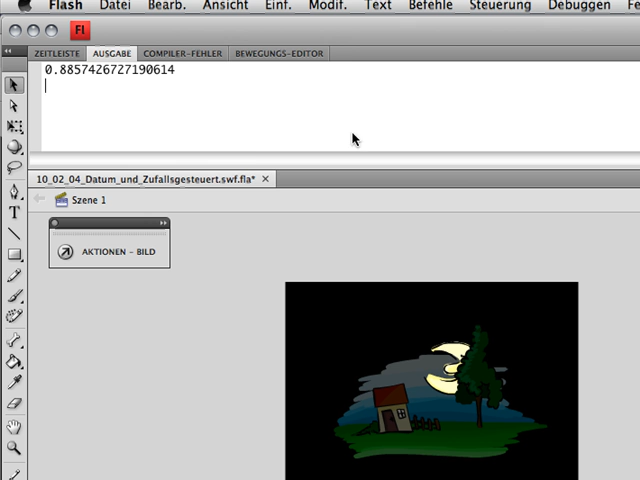 Flash Datei Bearb. Ansicht Einf. Modif. Text Befehle Steuerung Debuggen
Fl
ZEITLEISTE AUSGABE COMPILER-FEHLER BEWEGUNGS-EDITOR
0.8857426727190614
10_02_04_Datum_und_Zufallsgesteuert.swf.fla* ×
Szene 1
AKTIONEN - BILD
T